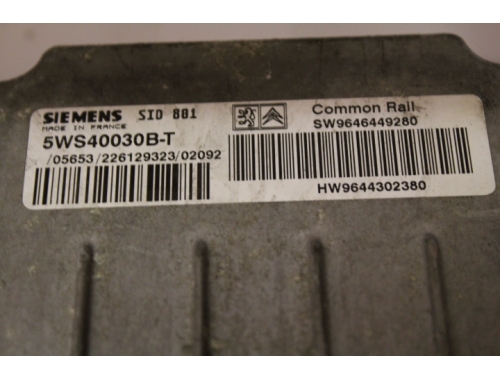 SIEMENS SID 801
MADE IN FRANCE
5WS40030B-T
/05653/226129323/02092
Common Rail
SW9646449280
HW9644302380